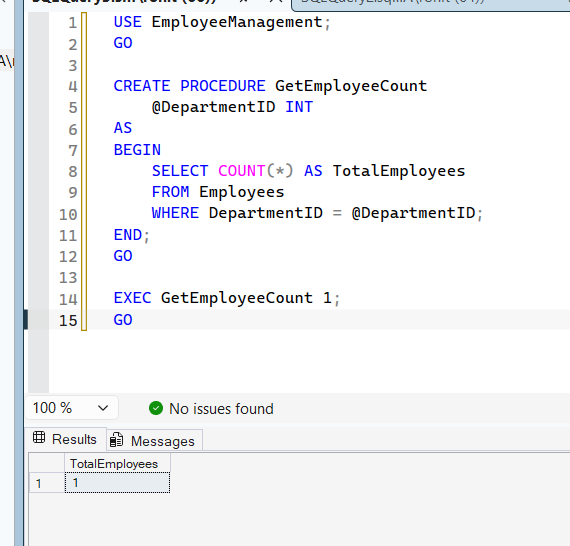 1 USE EmployeeManagement;
2 GO
3
4 CREATE PROCEDURE GetEmployeeCount
5 @DepartmentID INT
6 AS
7 BEGIN
8 SELECT COUNT(*) AS TotalEmployees
9 FROM Employees
10 WHERE DepartmentID = @DepartmentID;
11 END;
12 GO
13
14 EXEC GetEmployeeCount 1;
15 GO
100 %
No issues found
Results
Messages
TotalEmployees
1 1